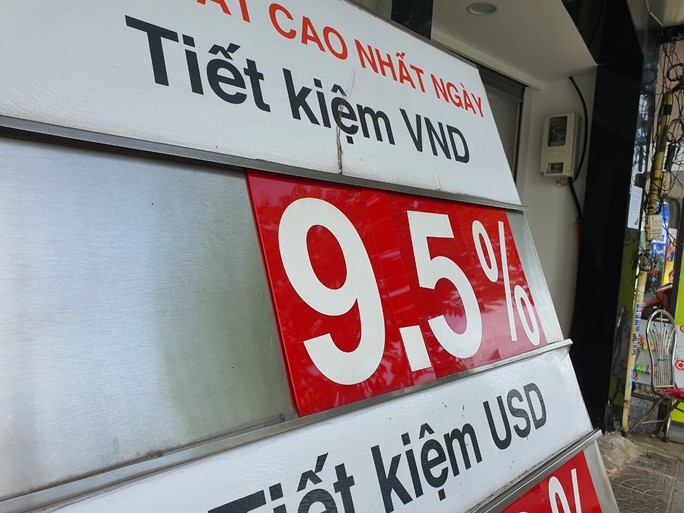 CAO NHẤT NGÀY
Tiết kiệm VND
9.5%
Tiết kiệm USD
%